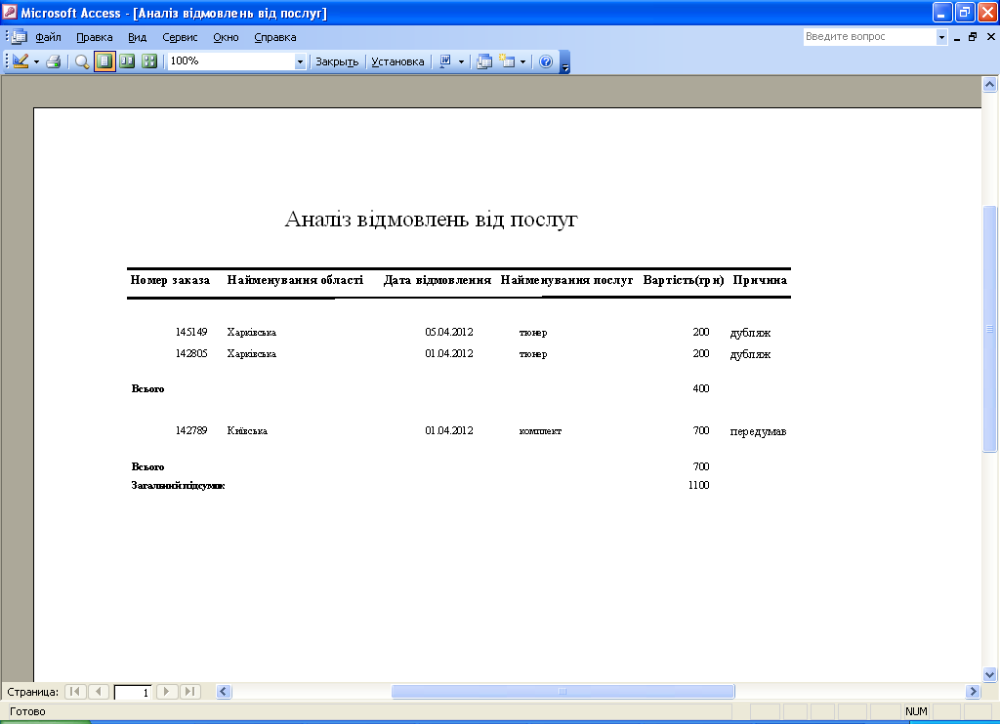 Microsoft Access - [Аналіз відмовлень від послуг]
Файл Правка Вид Сервис Окно Справка Введите вопрос
100% Закрыть Установка
Аналіз відмовлень від послуг
Номер заказа Найменування області Дата відмовлення Найменування послуг Вартість(грн) Причина
145149 Харківська 05.04.2012 тюнер 200 дубляж
142805 Харківська 01.04.2012 тюнер 200 дубляж
Всього 400
142789 Київська 01.04.2012 комплект 700 передумав
Всього 700
Загальний підсумок 1100
Страница: 1
Готово NUM